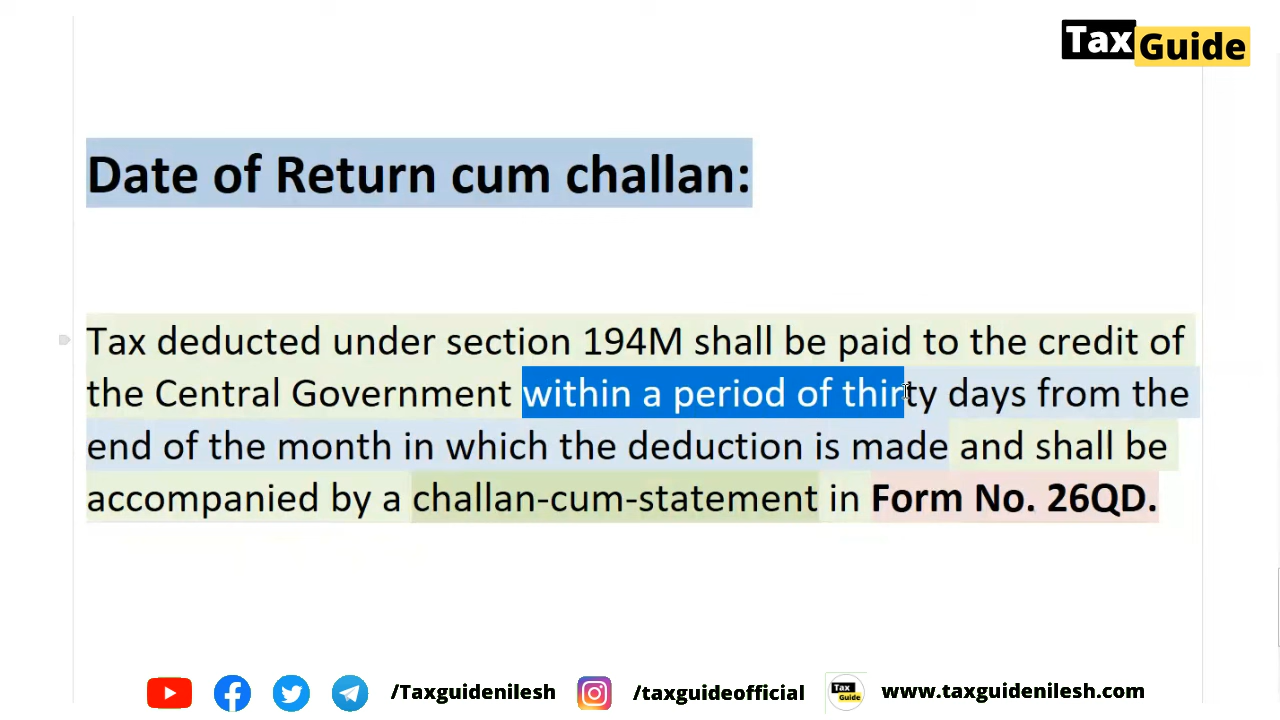 Tax Guide
Date of Return cum challan:
Tax deducted under section 194M shall be paid to the credit of
the Central Government within a period of thirty days from the
end of the month in which the deduction is made and shall be
accompanied by a challan-cum-statement in Form No. 26QD.
/Taxguidenilesh /taxguideofficial Tax Guide www.taxguidenilesh.com